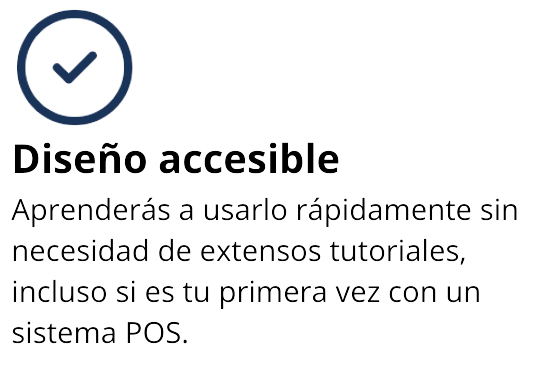 Diseño accesible
Aprenderás a usarlo rápidamente sin
necesidad de extensos tutoriales,
incluso si es tu primera vez con un
sistema POS.